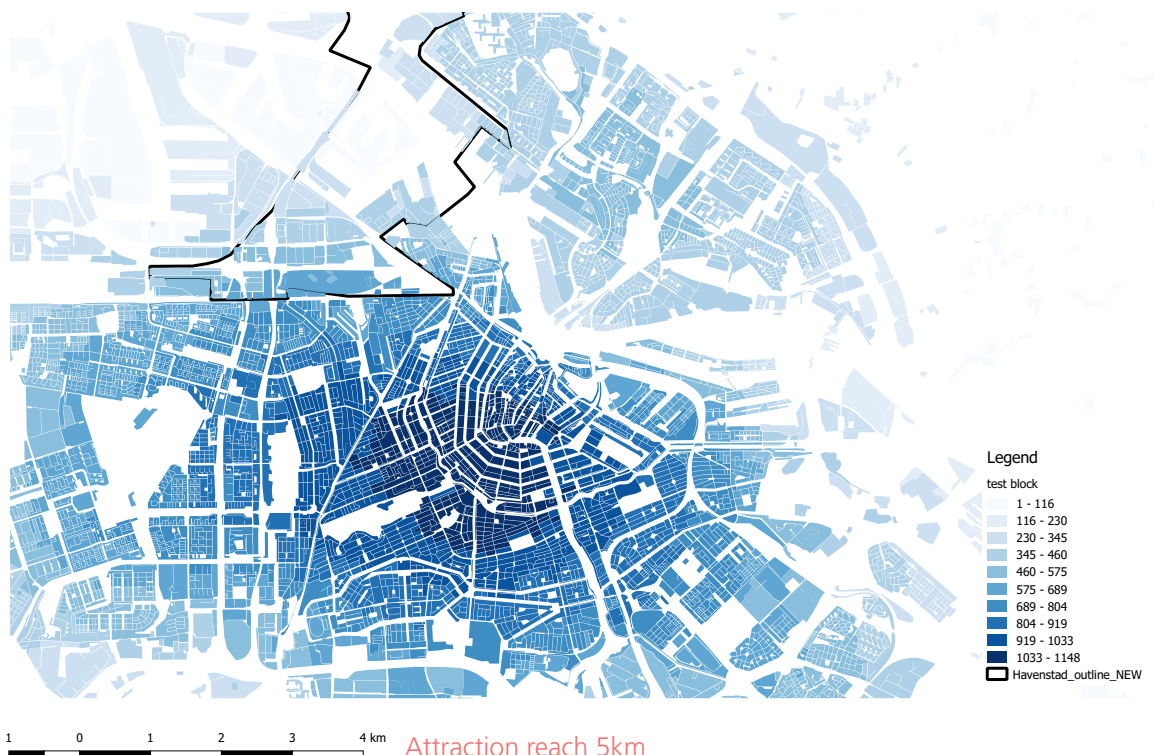 Legend
test block
1 - 116
116 - 230
230 - 345
345 - 460
460 - 575
575 - 689
689 - 804
804 - 919
919 - 1033
1033 - 1148
Havenstad_outline_NEW
1 0 1 2 3 4 km
Attraction reach 5km